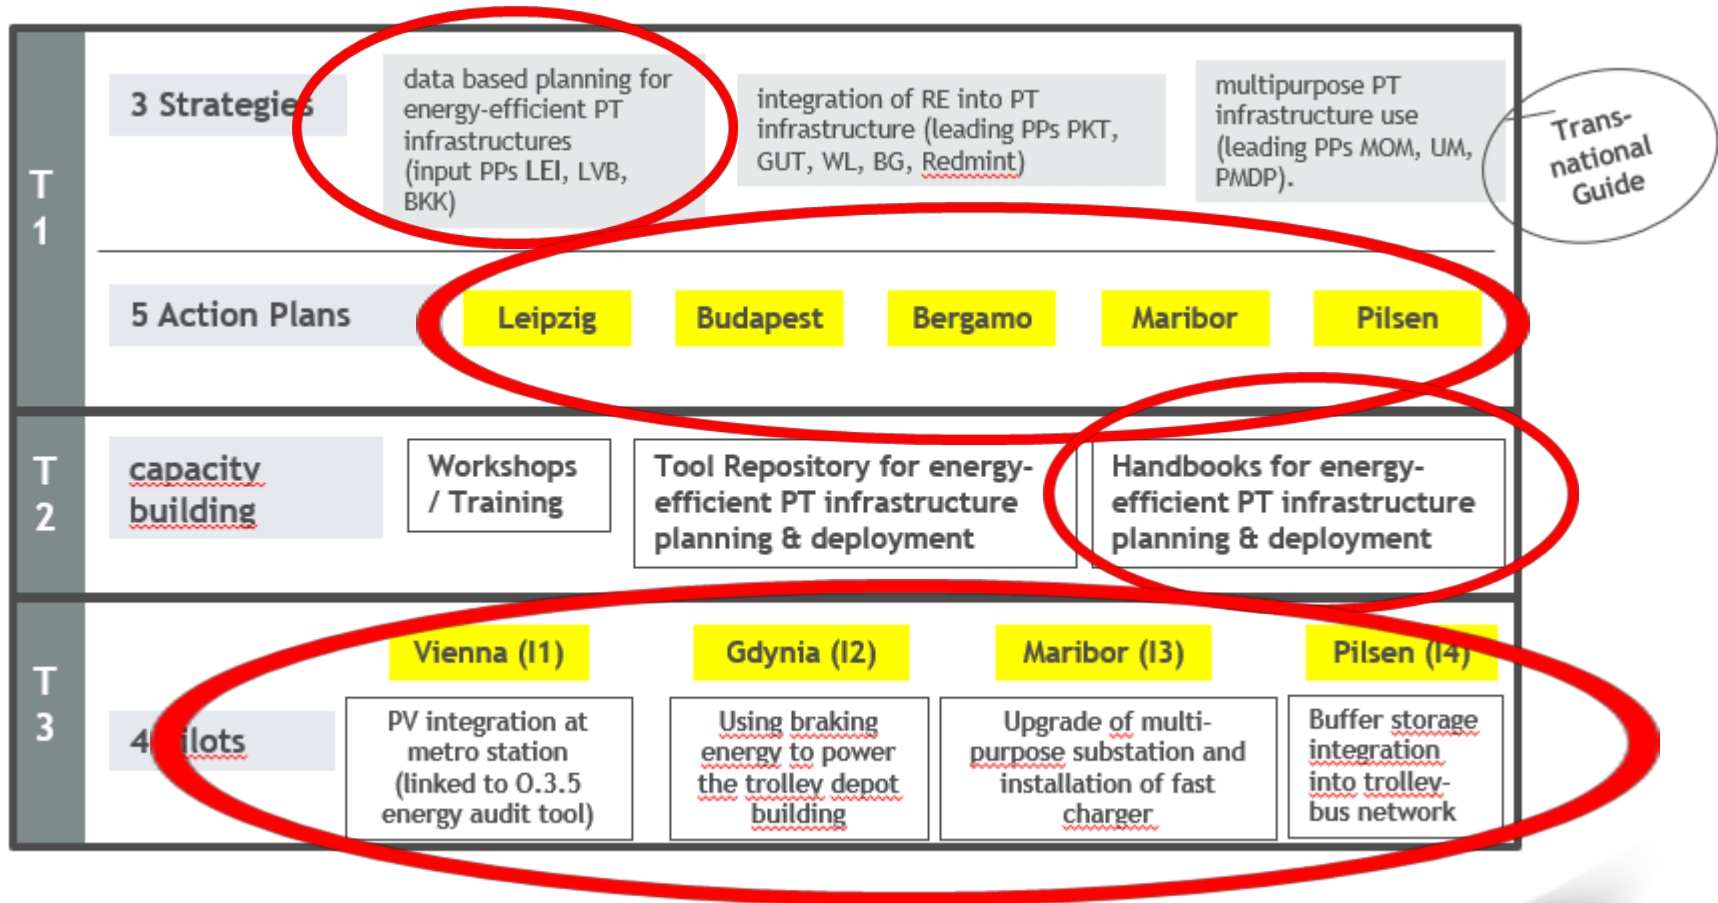 T
1
3 Strategies
data based planning for
energy-efficient PT
infrastructures
(input PPs LEI, LVB,
BKK)
integration of RE into PT
infrastructure (leading PPs PKT,
GUT, WL, BG, Redmint)
multipurpose PT
infrastructure use
(leading PPs MOM, UM,
PMDP).
Trans-
national
Guide
5 Action Plans
Leipzig
Budapest
Bergamo
Maribor
Pilsen
T
2
capacity
building
Workshops
/ Training
Tool Repository for energy-
efficient PT infrastructure
planning & deployment
Handbooks for energy-
efficient PT infrastructure
planning & deployment
T
3
4 Pilots
Vienna (I1)
PV integration at
metro station
(linked to O.3.5
energy audit tool)
Gdynia (I2)
Using braking
energy to power
the trolley depot
building
Maribor (I3)
Upgrade of multi-
purpose substation and
installation of fast
charger
Pilsen (I4)
Buffer storage
integration
into trolley-
bus network